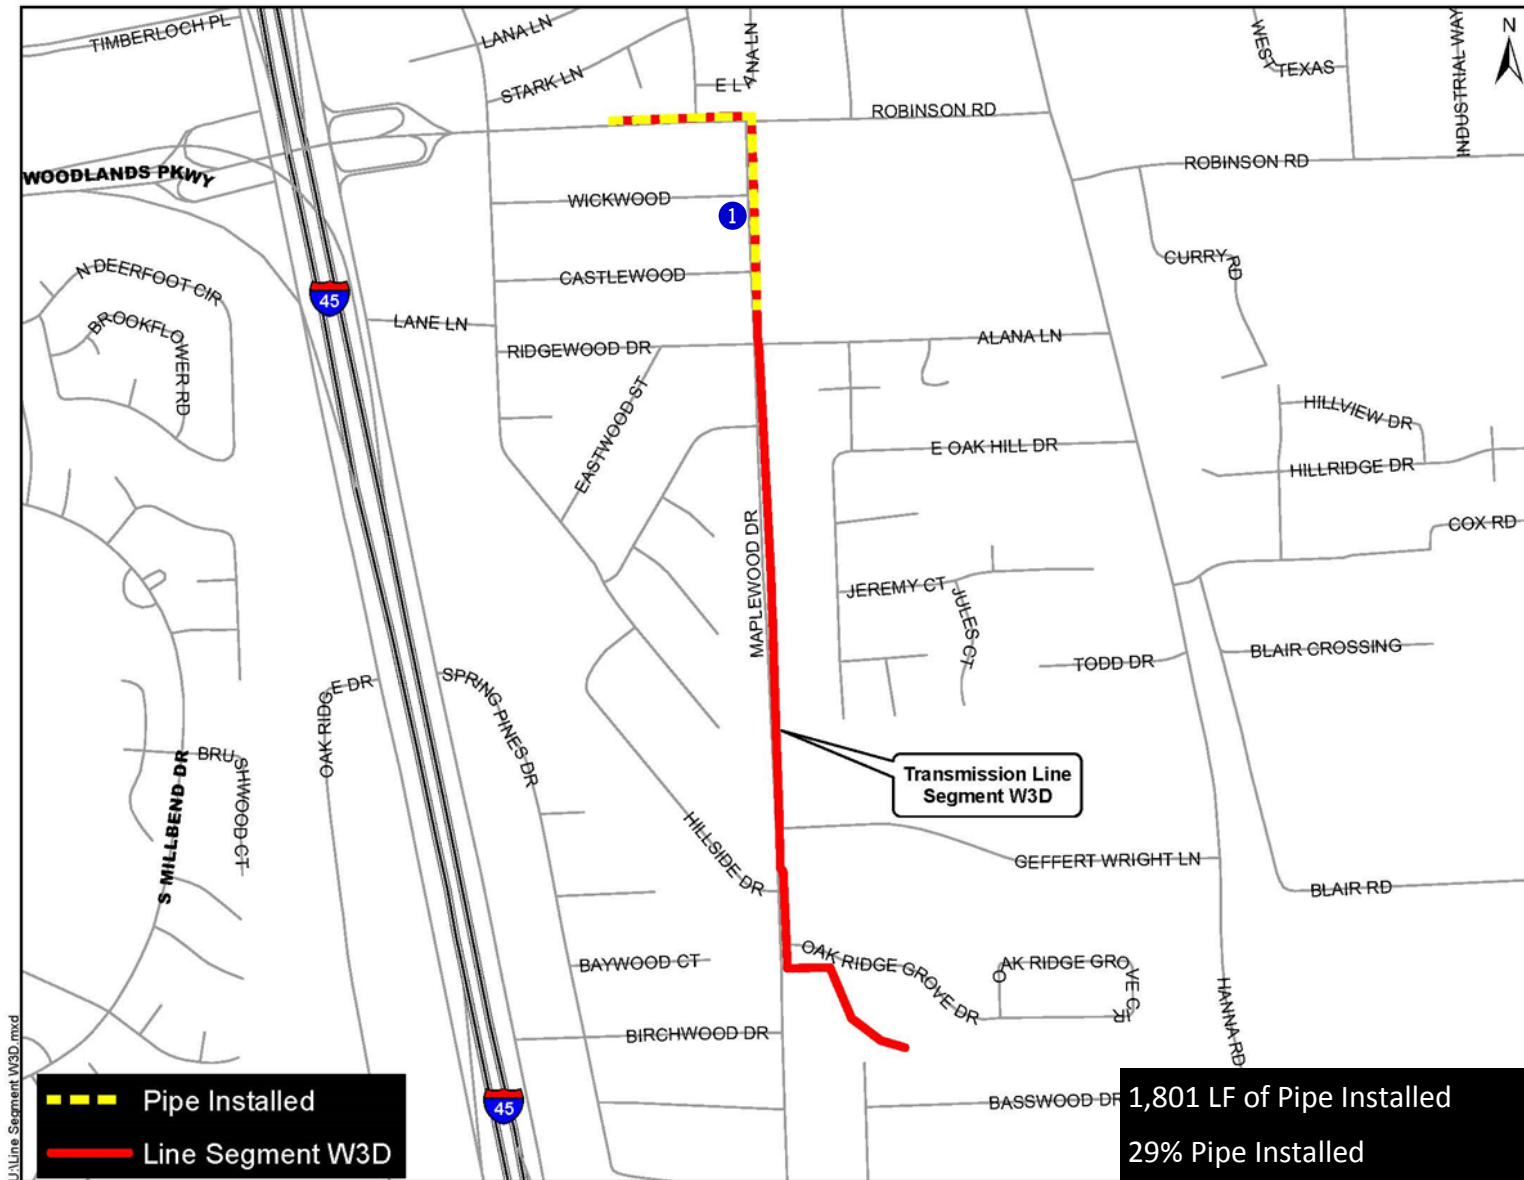 TIMBERLOCH PL
LANA LN
STARK LN
E L
ANA LN
WEST
TEXAS
INDUSTRIAL WAY
N
ROBINSON RD
ROBINSON RD
WOODLANDS PKWY
WICKWOOD
1
CURRY RD
N DEERFOOT CIR
CASTLEWOOD
45
BROOKFLOWER RD
LANE LN
RIDGEWOOD DR
ALANA LN
EASTWOOD ST
HILLVIEW DR
E OAK HILL DR
HILLRIDGE DR
COX RD
MAPLEWOOD DR
JEREMY CT
JULES CT
BLAIR CROSSING
TODD DR
OAK RIDGE DR
SPRING PINES DR
BRUSHWOOD CT
S MILLBEND DR
Transmission Line
Segment W3D
HILLSIDE DR
GEFFERT WRIGHT LN
BLAIR RD
OAK RIDGE GROVE DR
OAK RIDGE GROVE CIR
BAYWOOD CT
HANNA RD
BIRCHWOOD DR
BASSWOOD DR
45
Pipe Installed
Line Segment W3D
1,801 LF of Pipe Installed
29% Pipe Installed
U:\Line Segment W3D.mxd